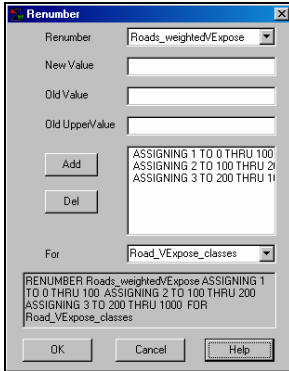 Renumber
Renumber Roads_weightedVExpose
New Value
Old Value
Old UpperValue
Add
Del
ASSIGNING 1 TO 0 THRU 100
ASSIGNING 2 TO 100 THRU
ASSIGNING 3 TO 200 THRU
For Road_VExpose_classes
RENUMBER Roads_weightedVExpose ASSIGNING 1
TO 0 THRU 100 ASSIGNING 2 TO 100 THRU 200
ASSIGNING 3 TO 200 THRU 1000 FOR
Road_VExpose_classes
OK Cancel Help